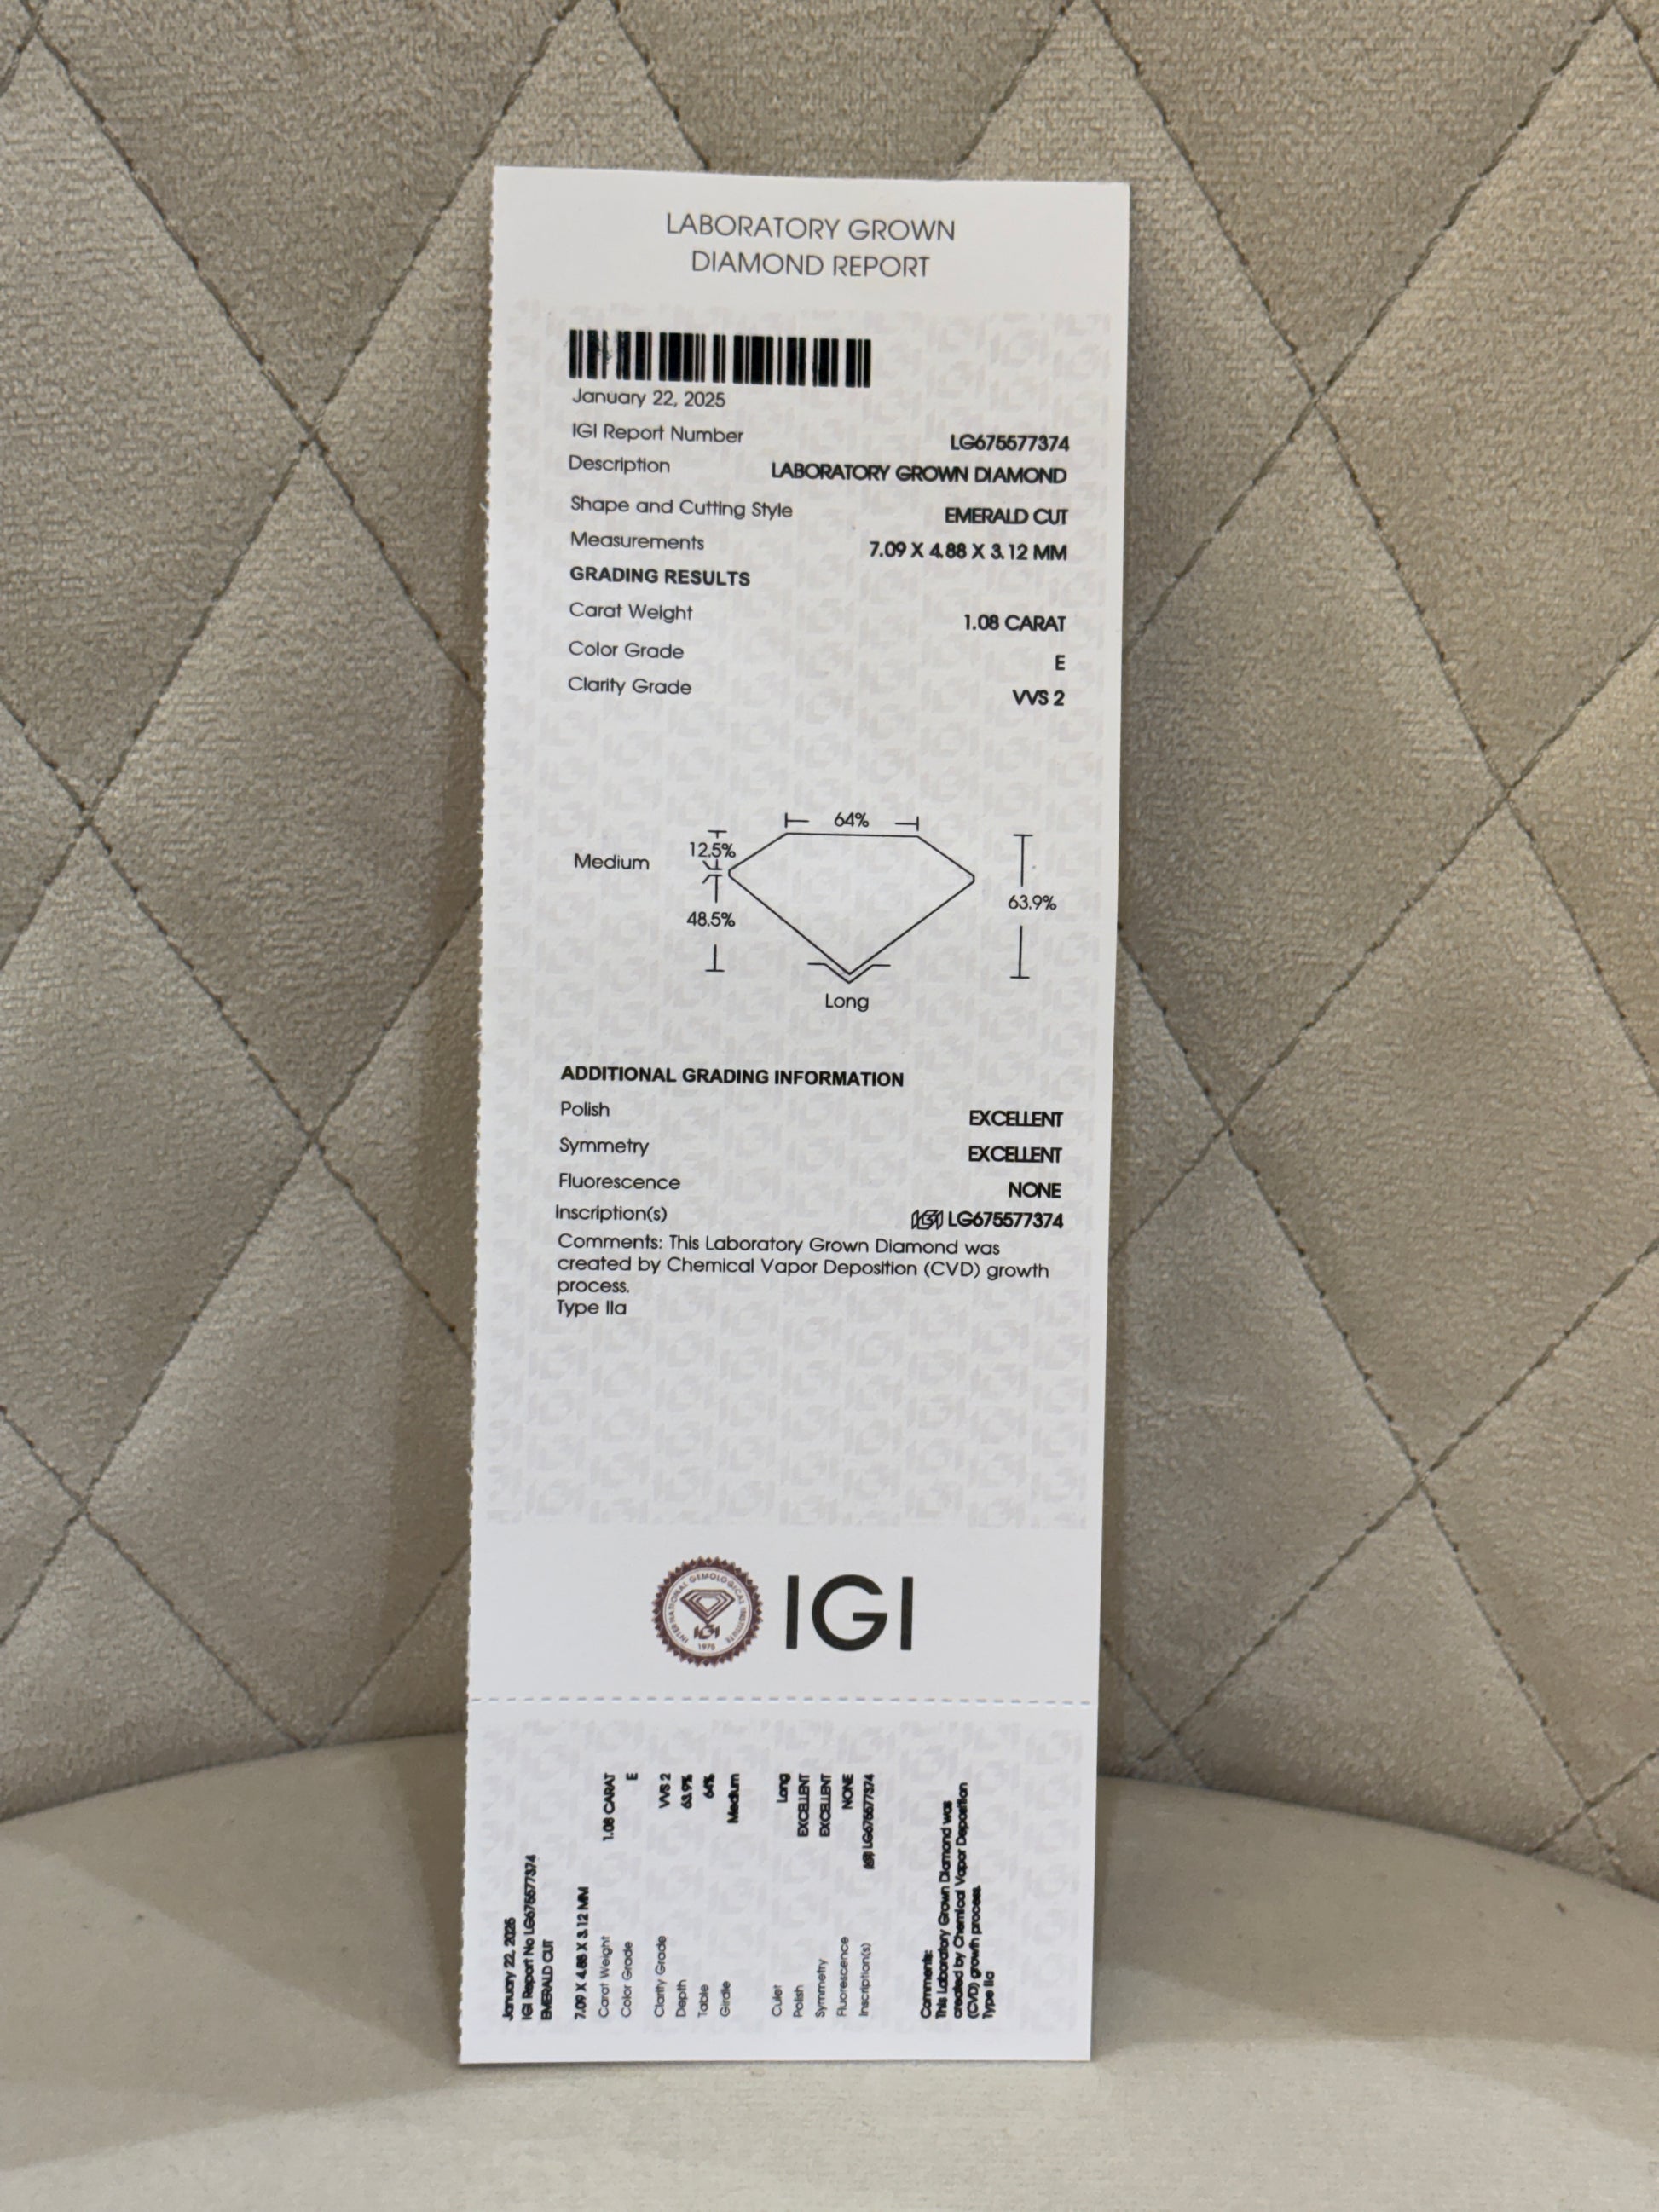 LABORATORY GROWN
DIAMOND REPORT
January 22, 2025
IGI Report Number LG675577374
Description LABORATORY GROWN DIAMOND
Shape and Cutting Style EMERALD CUT
Measurements 7.09 X 4.88 X 3.12 MM
GRADING RESULTS
Carat Weight 1.08 CARAT
Color Grade E
Clarity Grade VVS 2
64%
12.5%
Medium
48.5%
63.9%
Long
ADDITIONAL GRADING INFORMATION
Polish EXCELLENT
Symmetry EXCELLENT
Fluorescence NONE
Inscription(s) IGI LG675577374
Comments: This Laboratory Grown Diamond was
created by Chemical Vapor Deposition (CVD) growth
process.
Type IIa
INTERNATIONAL GEMOLOGICAL INSTITUTE
IGI
1975
IGI
January 22, 2025
IGI Report No LG675577374
EMERALD CUT
7.09 X 4.88 X 3.12 MM
Carat Weight 1.08 CARAT
Color Grade E
Clarity Grade VVS 2
Depth 63.9%
Table 64%
Girdle Medium
Culet Long
Polish EXCELLENT
Symmetry EXCELLENT
Fluorescence NONE
Inscription(s) IGI LG675577374
Comments:
This Laboratory Grown Diamond was
created by Chemical Vapor Deposition
(CVD) growth process.
Type IIa